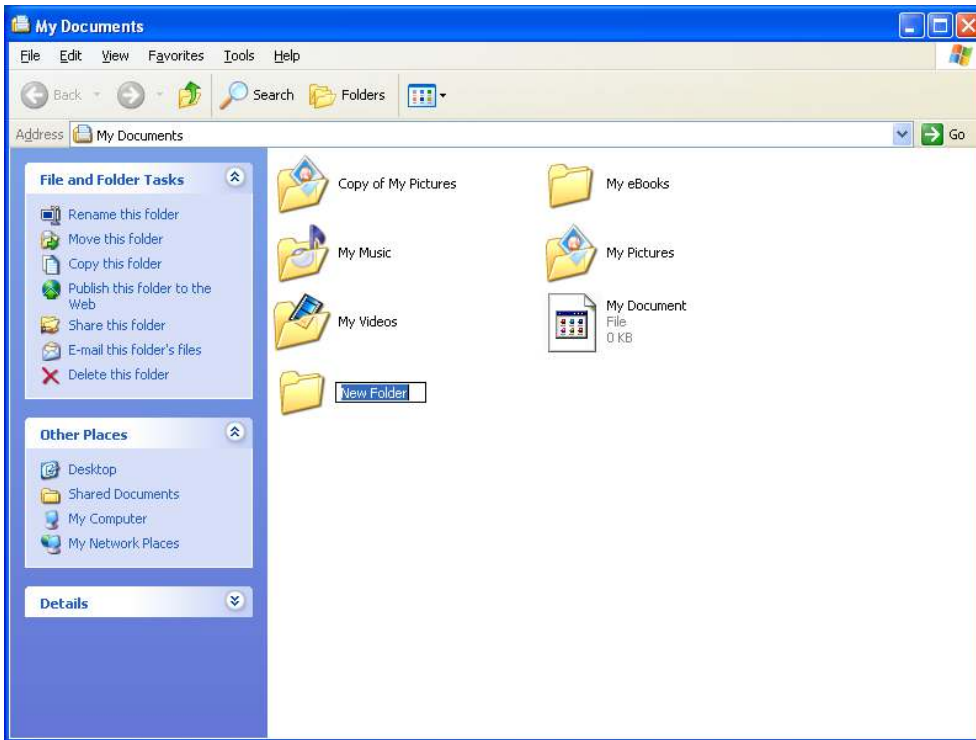 My Documents
File Edit View Favorites Tools Help
Back Search Folders
Address My Documents Go
File and Folder Tasks
Rename this folder
Move this folder
Copy this folder
Publish this folder to the
Web
Share this folder
E-mail this folder's files
Delete this folder
Other Places
Desktop
Shared Documents
My Computer
My Network Places
Details
Copy of My Pictures
My eBooks
My Music
My Pictures
My Videos
My Document
File
0 KB
New Folder